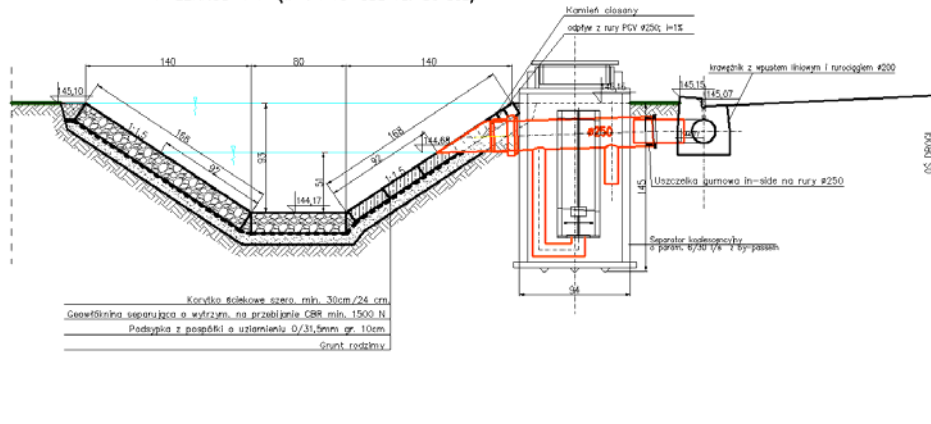 Kamień ciosany
odpływ z rury PCV ø250; i=1%
krawężnik z wpustem liniowym i rurociągiem ø200
140
80
140
145,10
145,15
145,15
145,07
1:1,5
168
92
93
51
168
92
1:1,5
144,68
144,17
ø250
145
94
Uszczelka gumowa in-side na rury ø250
Separator koalescencyjny
o param. 6/30 l/s z by-passem
Korytko ściekowe szero. min. 30cm/24 cm
Geowłóknina separująca o wytrzym. na przebijanie CBR min. 1500 N
Podsypka z pospółki o uziarnieniu 0/31,5mm gr. 10cm
Grunt rodzimy